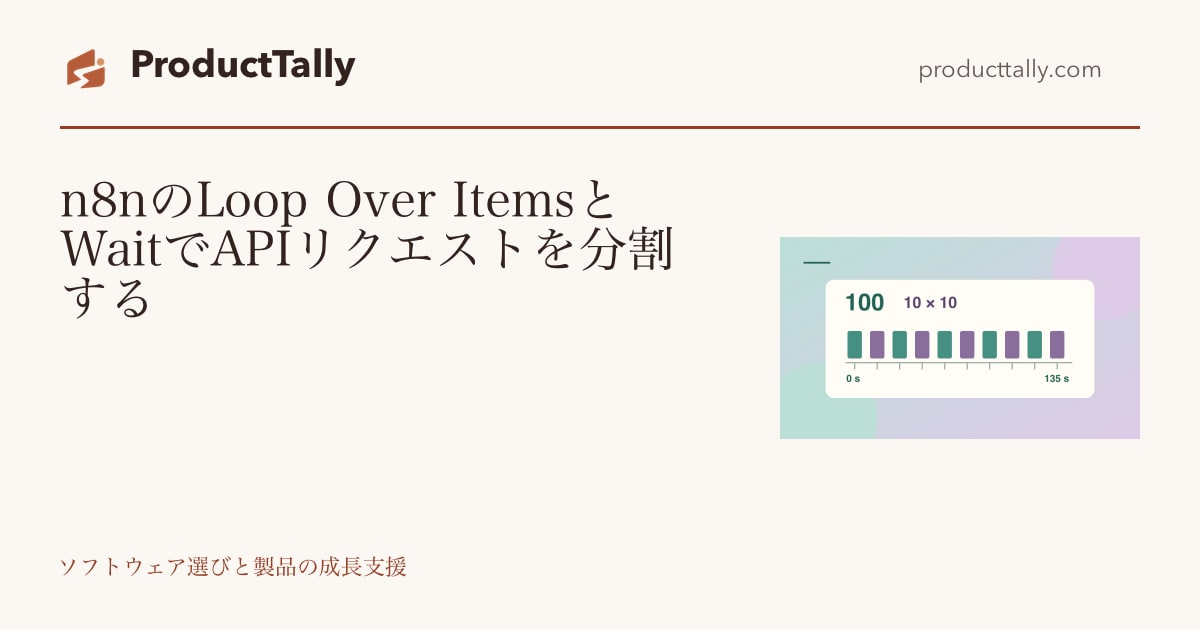 ProductTally
producttally.com
n8nのLoop Over Itemsと
WaitでAPIリクエストを分割
する
100 10 × 10
0 s 135 s
ソフトウェア選びと製品の成長支援